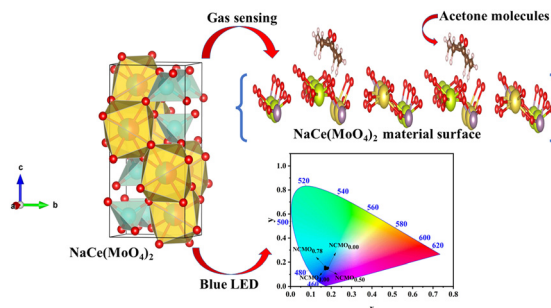 Gas sensing
Acetone molecules
NaCe(MoO₄)₂ material surface
c
b
NaCe(MoO₄)₂
Blue LED
1.0
0.8
0.6
0.4
0.2
0.0
y
520
540
560
500
580
600
620
NCMO₀.₇₈
NCMO₀.₀₀
480
NCMO₀.₅₀
460
0.0 0.1 0.2 0.3 0.4 0.5 0.6 0.7 0.8